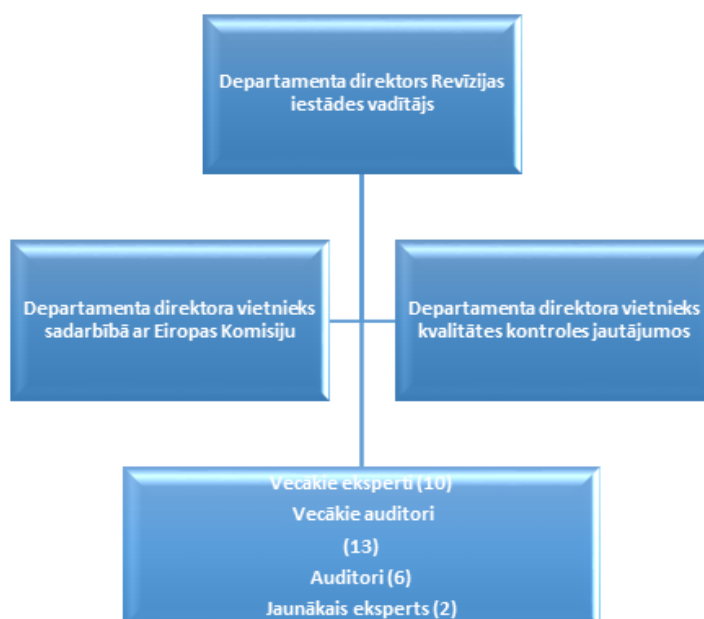 Departamenta direktors Revīzijas
iestādes vadītājs
Departamenta direktora vietnieks
sadarbībā ar Eiropas Komisiju
Departamenta direktora vietnieks
kvalitātes kontroles jautājumos
Vecākie eksperti (10)
Vecākie auditori
(13)
Auditori (6)
Jaunākais eksperts (2)